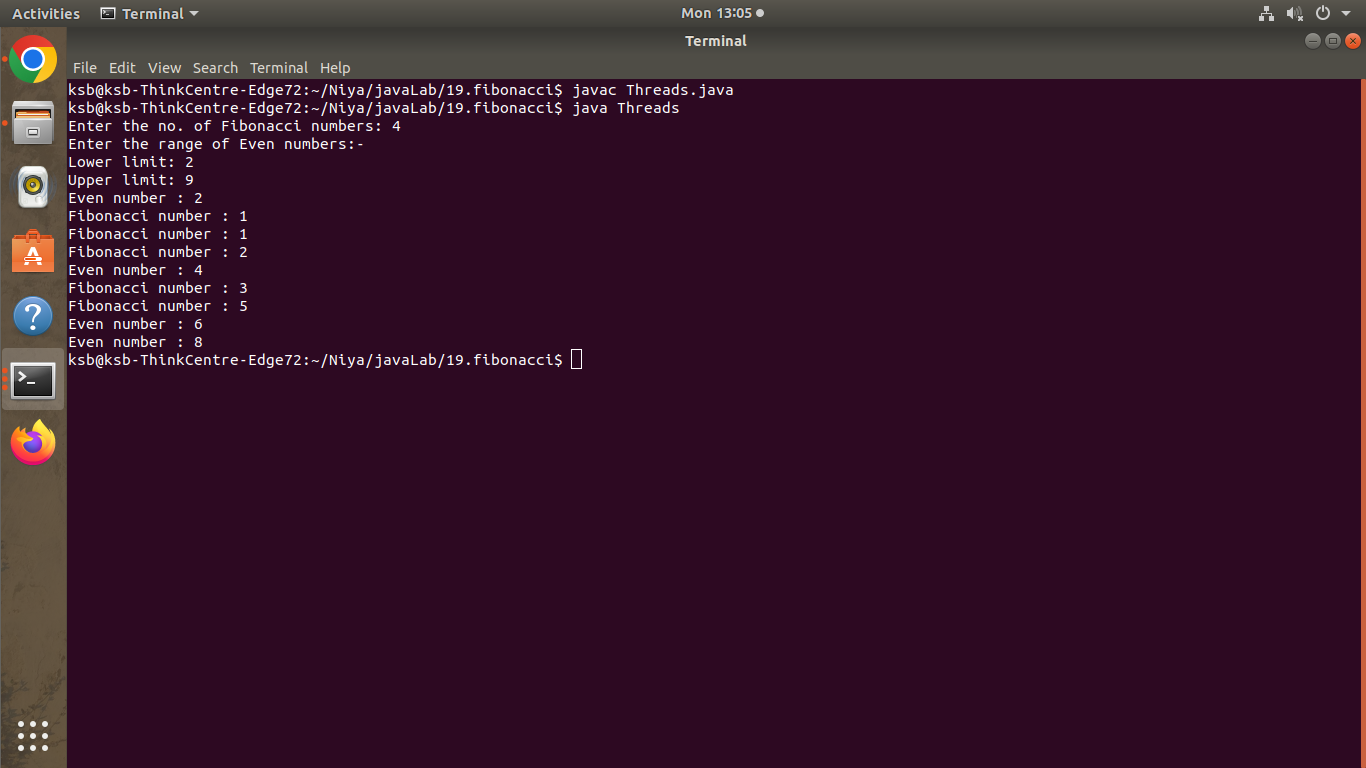 Activities Terminal Mon 13:05
Terminal
File Edit View Search Terminal Help
ksb@ksb-ThinkCentre-Edge72:~/Niya/javaLab/19.fibonacci$ javac Threads.java
ksb@ksb-ThinkCentre-Edge72:~/Niya/javaLab/19.fibonacci$ java Threads
Enter the no. of Fibonacci numbers: 4
Enter the range of Even numbers:-
Lower limit: 2
Upper limit: 9
Even number : 2
Fibonacci number : 1
Fibonacci number : 1
Fibonacci number : 2
Even number : 4
Fibonacci number : 3
Fibonacci number : 5
Even number : 6
Even number : 8
ksb@ksb-ThinkCentre-Edge72:~/Niya/javaLab/19.fibonacci$